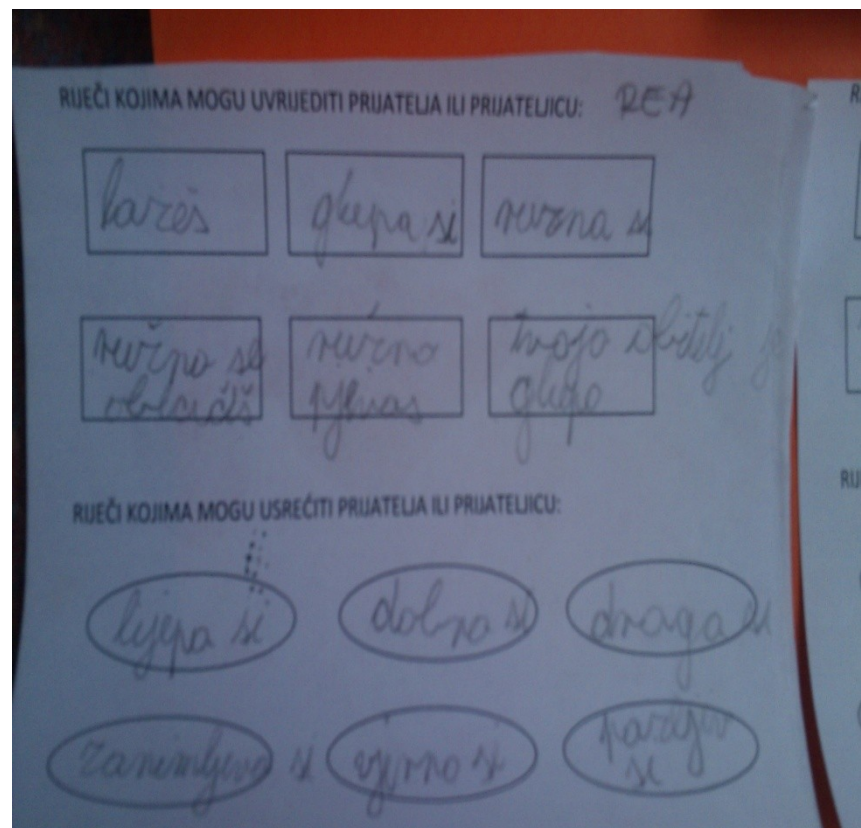 RIJEČI KOJIMA MOGU UVRIJEDITI PRIJATELJA ILI PRIJATELJICU: REA
lažeš glupa si ružna si
ružno se ružno tvoja obitelj je
oblačiš pjevaš glupa
RIJEČI KOJIMA MOGU USREĆITI PRIJATELJA ILI PRIJATELJICU:
lijepa si dobra si draga si
zanimljiva si vjerna si
si